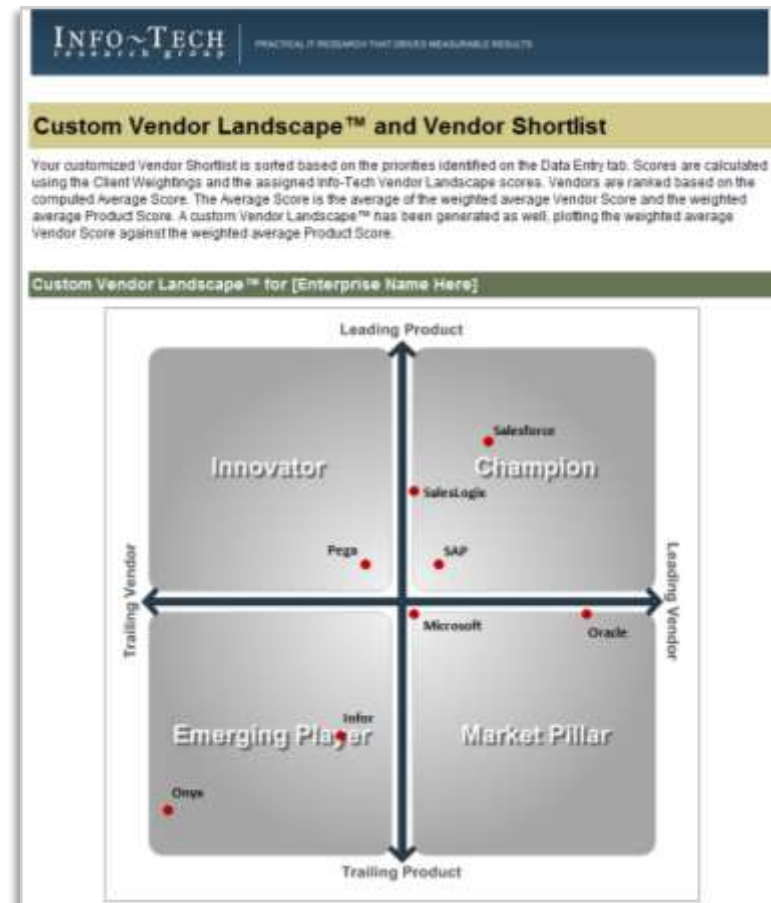 INFO~TECH
research group
PRACTICAL IT RESEARCH THAT DRIVES MEASURABLE RESULTS
Custom Vendor Landscape™ and Vendor Shortlist
Your customized Vendor Shortlist is sorted based on the priorities identified on the Data Entry tab. Scores are calculated
using the Client Weightings and the assigned Info-Tech Vendor Landscape scores. Vendors are ranked based on the
computed Average Score. The Average Score is the average of the weighted average Vendor Score and the weighted
average Product Score. A custom Vendor Landscape™ has been generated as well, plotting the weighted average
Vendor Score against the weighted average Product Score.
Custom Vendor Landscape™ for [Enterprise Name Here]
Leading Product
Salesforce
Innovator
Champion
SalesLogix
Pega
SAP
Trailing Vendor
Leading Vendor
Microsoft
Oracle
Infor
Emerging Player
Market Pillar
Onyx
Trailing Product